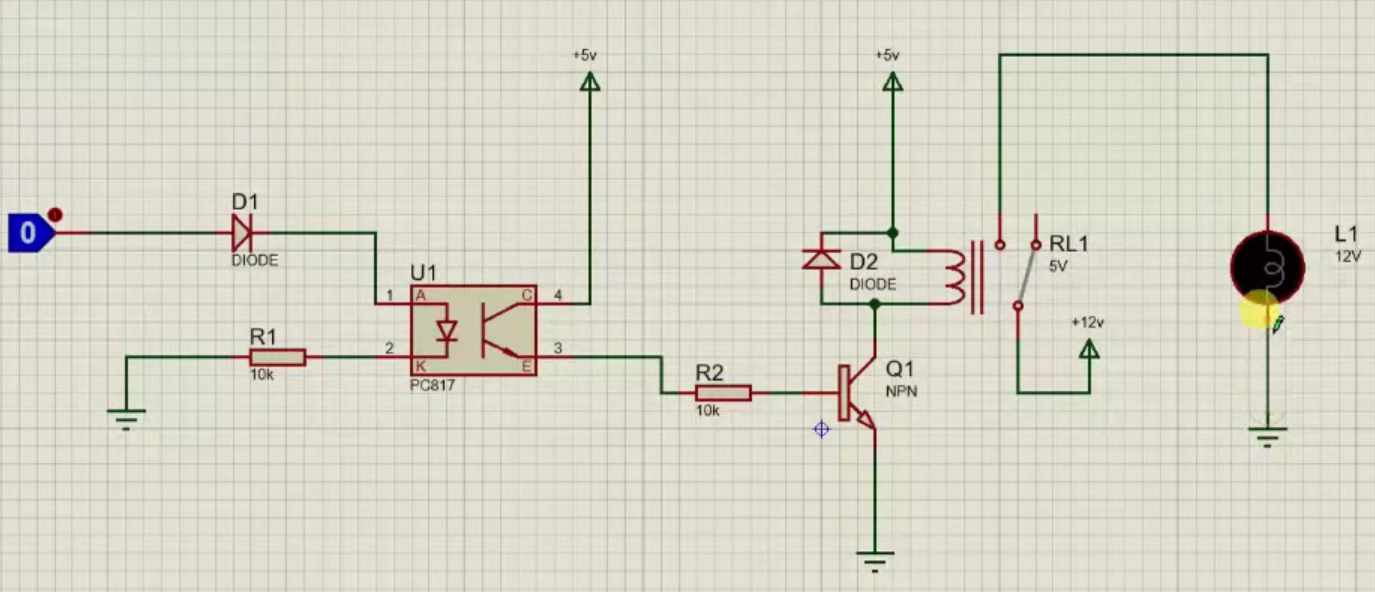 +5v
+5v
0
D1
DIODE
U1
1
A
C
4
2
K
E
3
PC817
R1
10k
R2
10k
D2
DIODE
Q1
NPN
RL1
5V
+12v
L1
12V